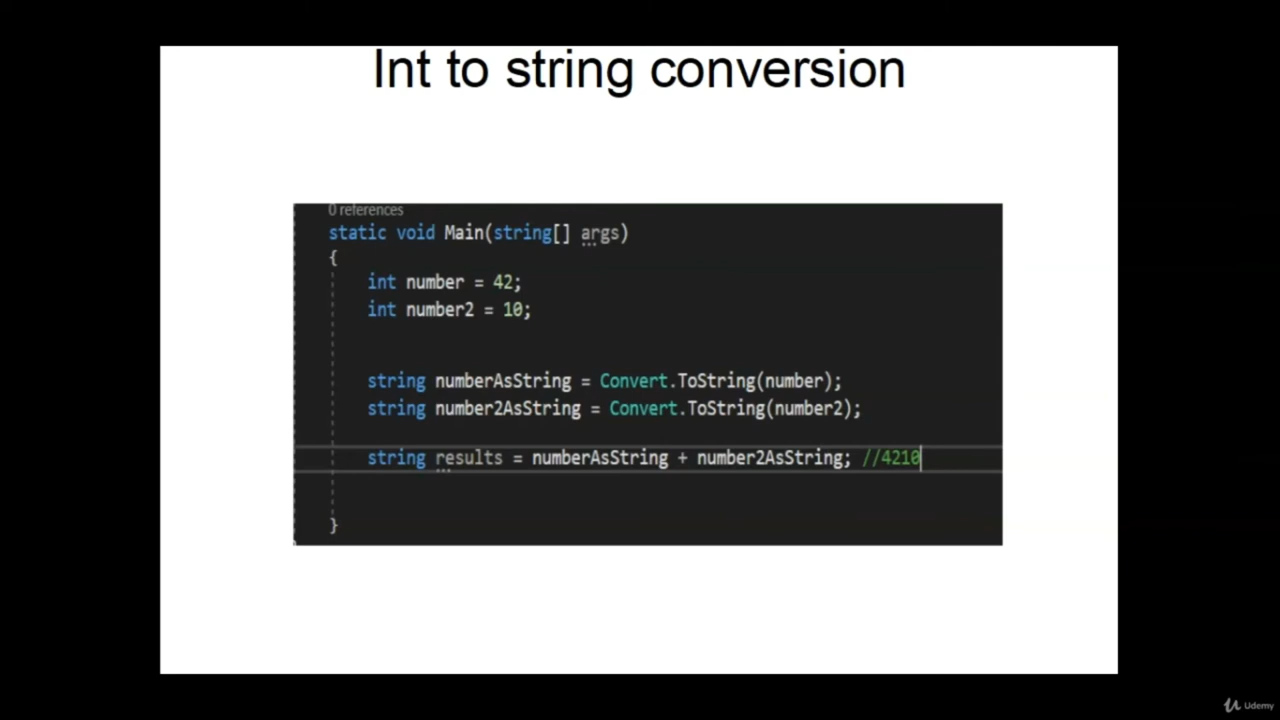 Int to string conversion
0 references
static void Main(string[] args)
{
int number = 42;
int number2 = 10;
string numberAsString = Convert.ToString(number);
string number2AsString = Convert.ToString(number2);
string results = numberAsString + number2AsString; //4210
}
Udemy